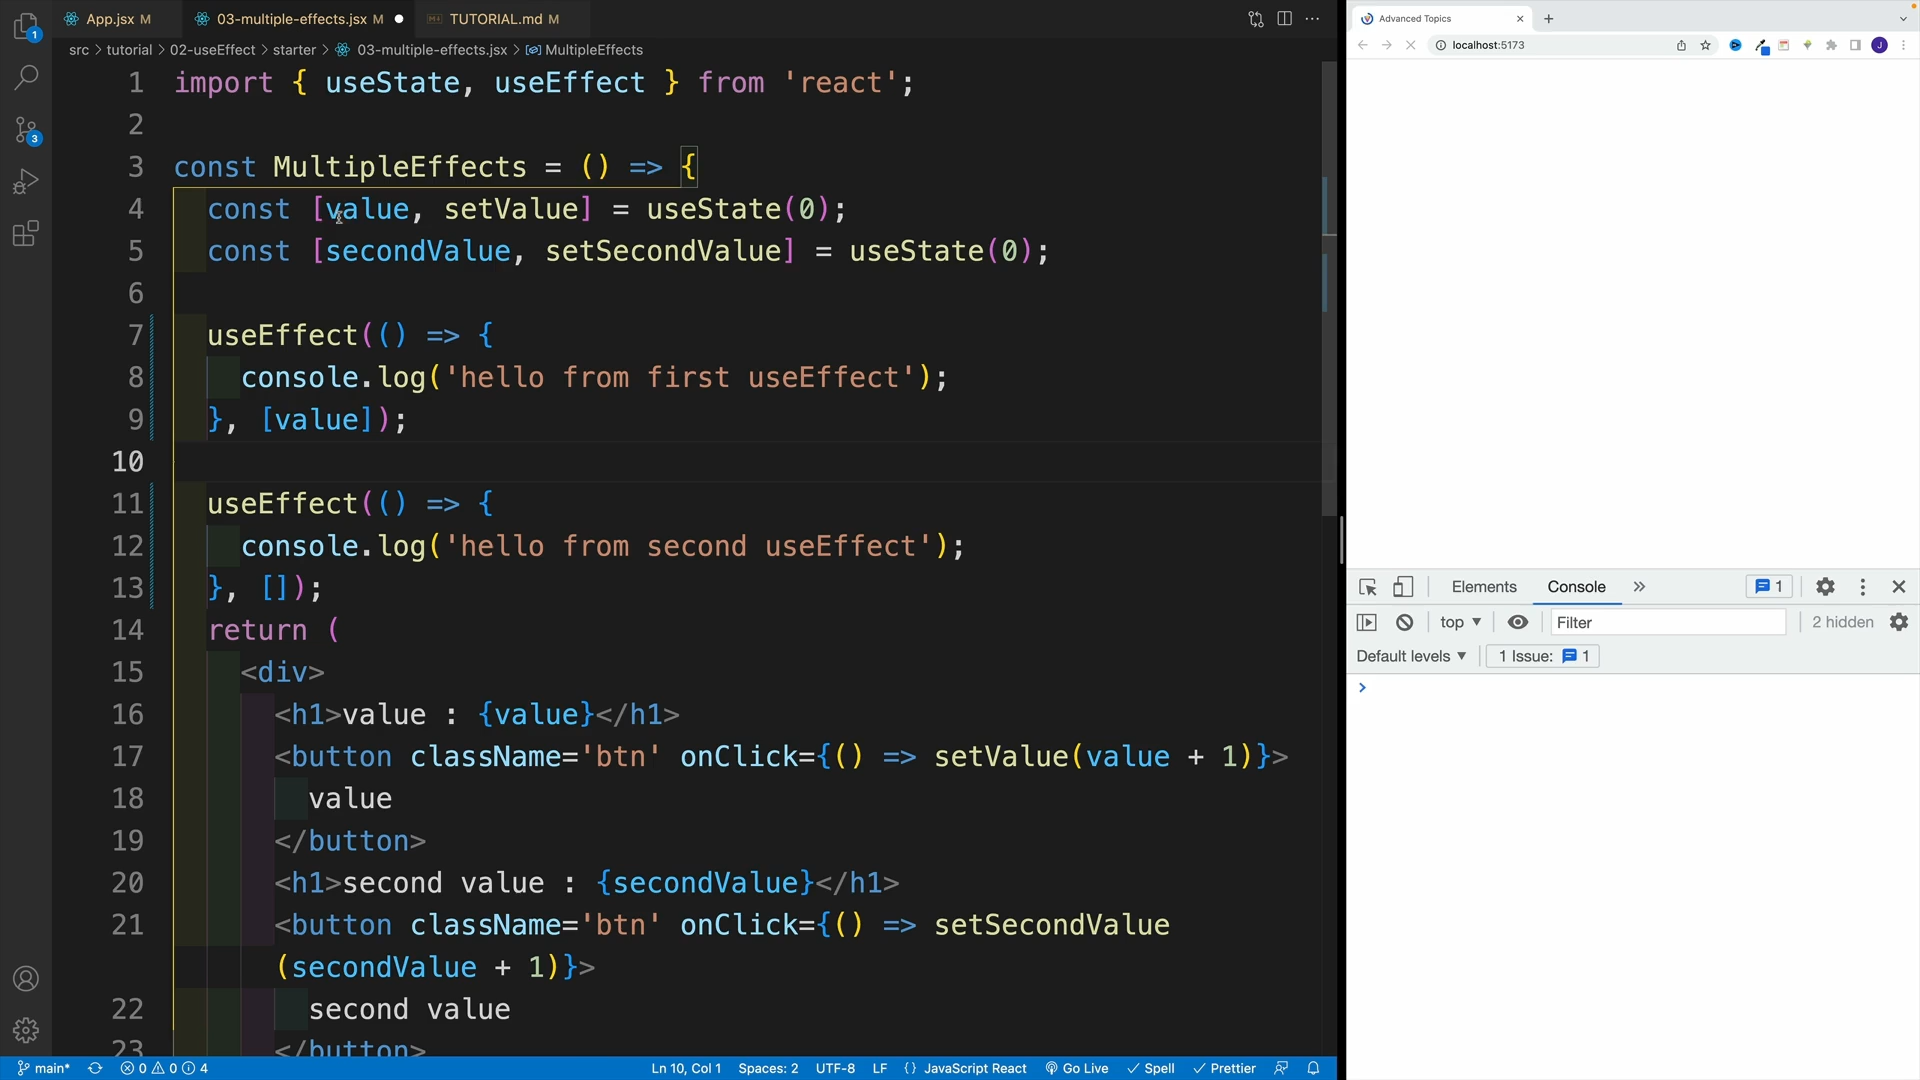 App.jsx M
03-multiple-effects.jsx M
TUTORIAL.md M
src > tutorial > 02-useEffect > starter > 03-multiple-effects.jsx > MultipleEffects
1 import { useState, useEffect } from 'react';
2
3 const MultipleEffects = () => {
4 const [value, setValue] = useState(0);
5 const [secondValue, setSecondValue] = useState(0);
6
7 useEffect(() => {
8 console.log('hello from first useEffect');
9 }, [value]);
10
11 useEffect(() => {
12 console.log('hello from second useEffect');
13 }, []);
14 return (
15 <div>
16 <h1>value : {value}</h1>
17 <button className='btn' onClick={() => setValue(value + 1)}>
18 value
19 </button>
20 <h1>second value : {secondValue}</h1>
21 <button className='btn' onClick={() => setSecondValue
(secondValue + 1)}>
22 second value
23 </button>
1
3
main* 0 0 4 Ln 10, Col 1 Spaces: 2 UTF-8 LF {} JavaScript React Go Live Spell Prettier
Advanced Topics
localhost:5173
J
Elements Console » 1
top Filter 2 hidden
Default levels 1 Issue: 1
>